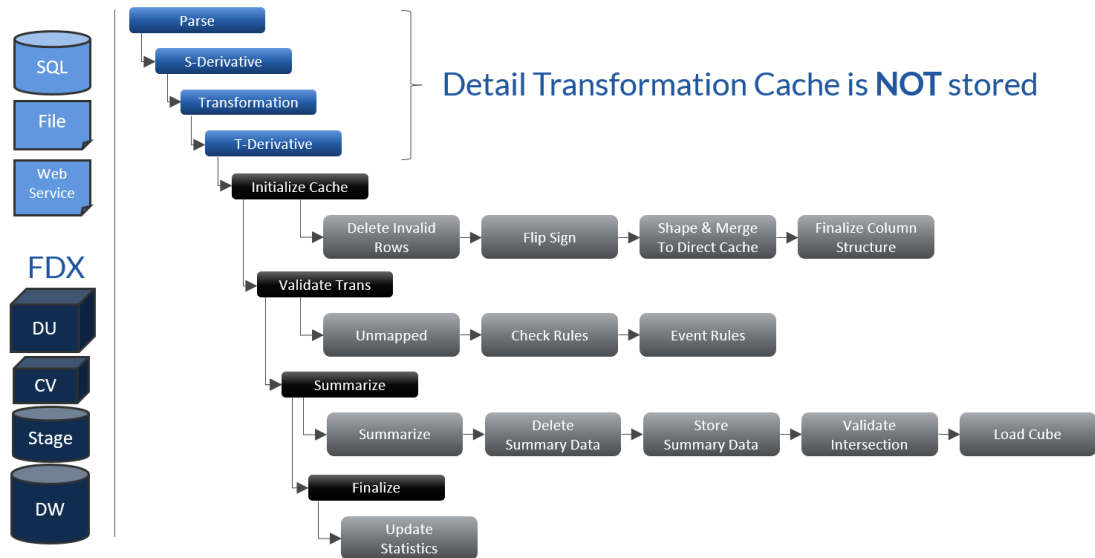 Parse
SQL
S-Derivative
Detail Transformation Cache is NOT stored
File
Transformation
T-Derivative
Web
Service
Initialize Cache
Delete Invalid
Rows
Flip Sign
Shape & Merge
To Direct Cache
Finalize Column
Structure
FDX
Validate Trans
DU
Unmapped
Check Rules
Event Rules
CV
Summarize
Stage
Summarize
Delete
Summary Data
Store
Summary Data
Validate
Intersection
Load Cube
Finalize
DW
Update
Statistics